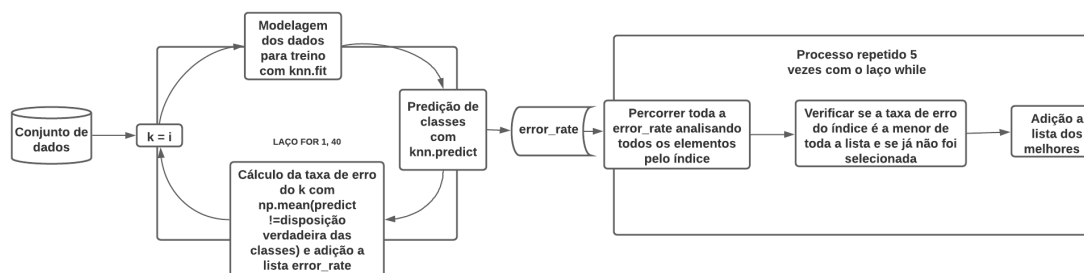 Conjunto de
dados
k = i
Modelagem
dos dados
para treino
com knn.fit
LAÇO FOR 1, 40
Predição de
classes
com
knn.predict
Cálculo da taxa de erro
do k com
np.mean(predict
!=disposição
verdadeira das
classes) e adição a
lista error_rate
error_rate
Processo repetido 5
vezes com o laço while
Percorrer toda a
error_rate analisando
todos os elementos
pelo índice
Verificar se a taxa de erro
do índice é a menor de
toda a lista e se já não foi
selecionada
Adição a
lista dos
melhores